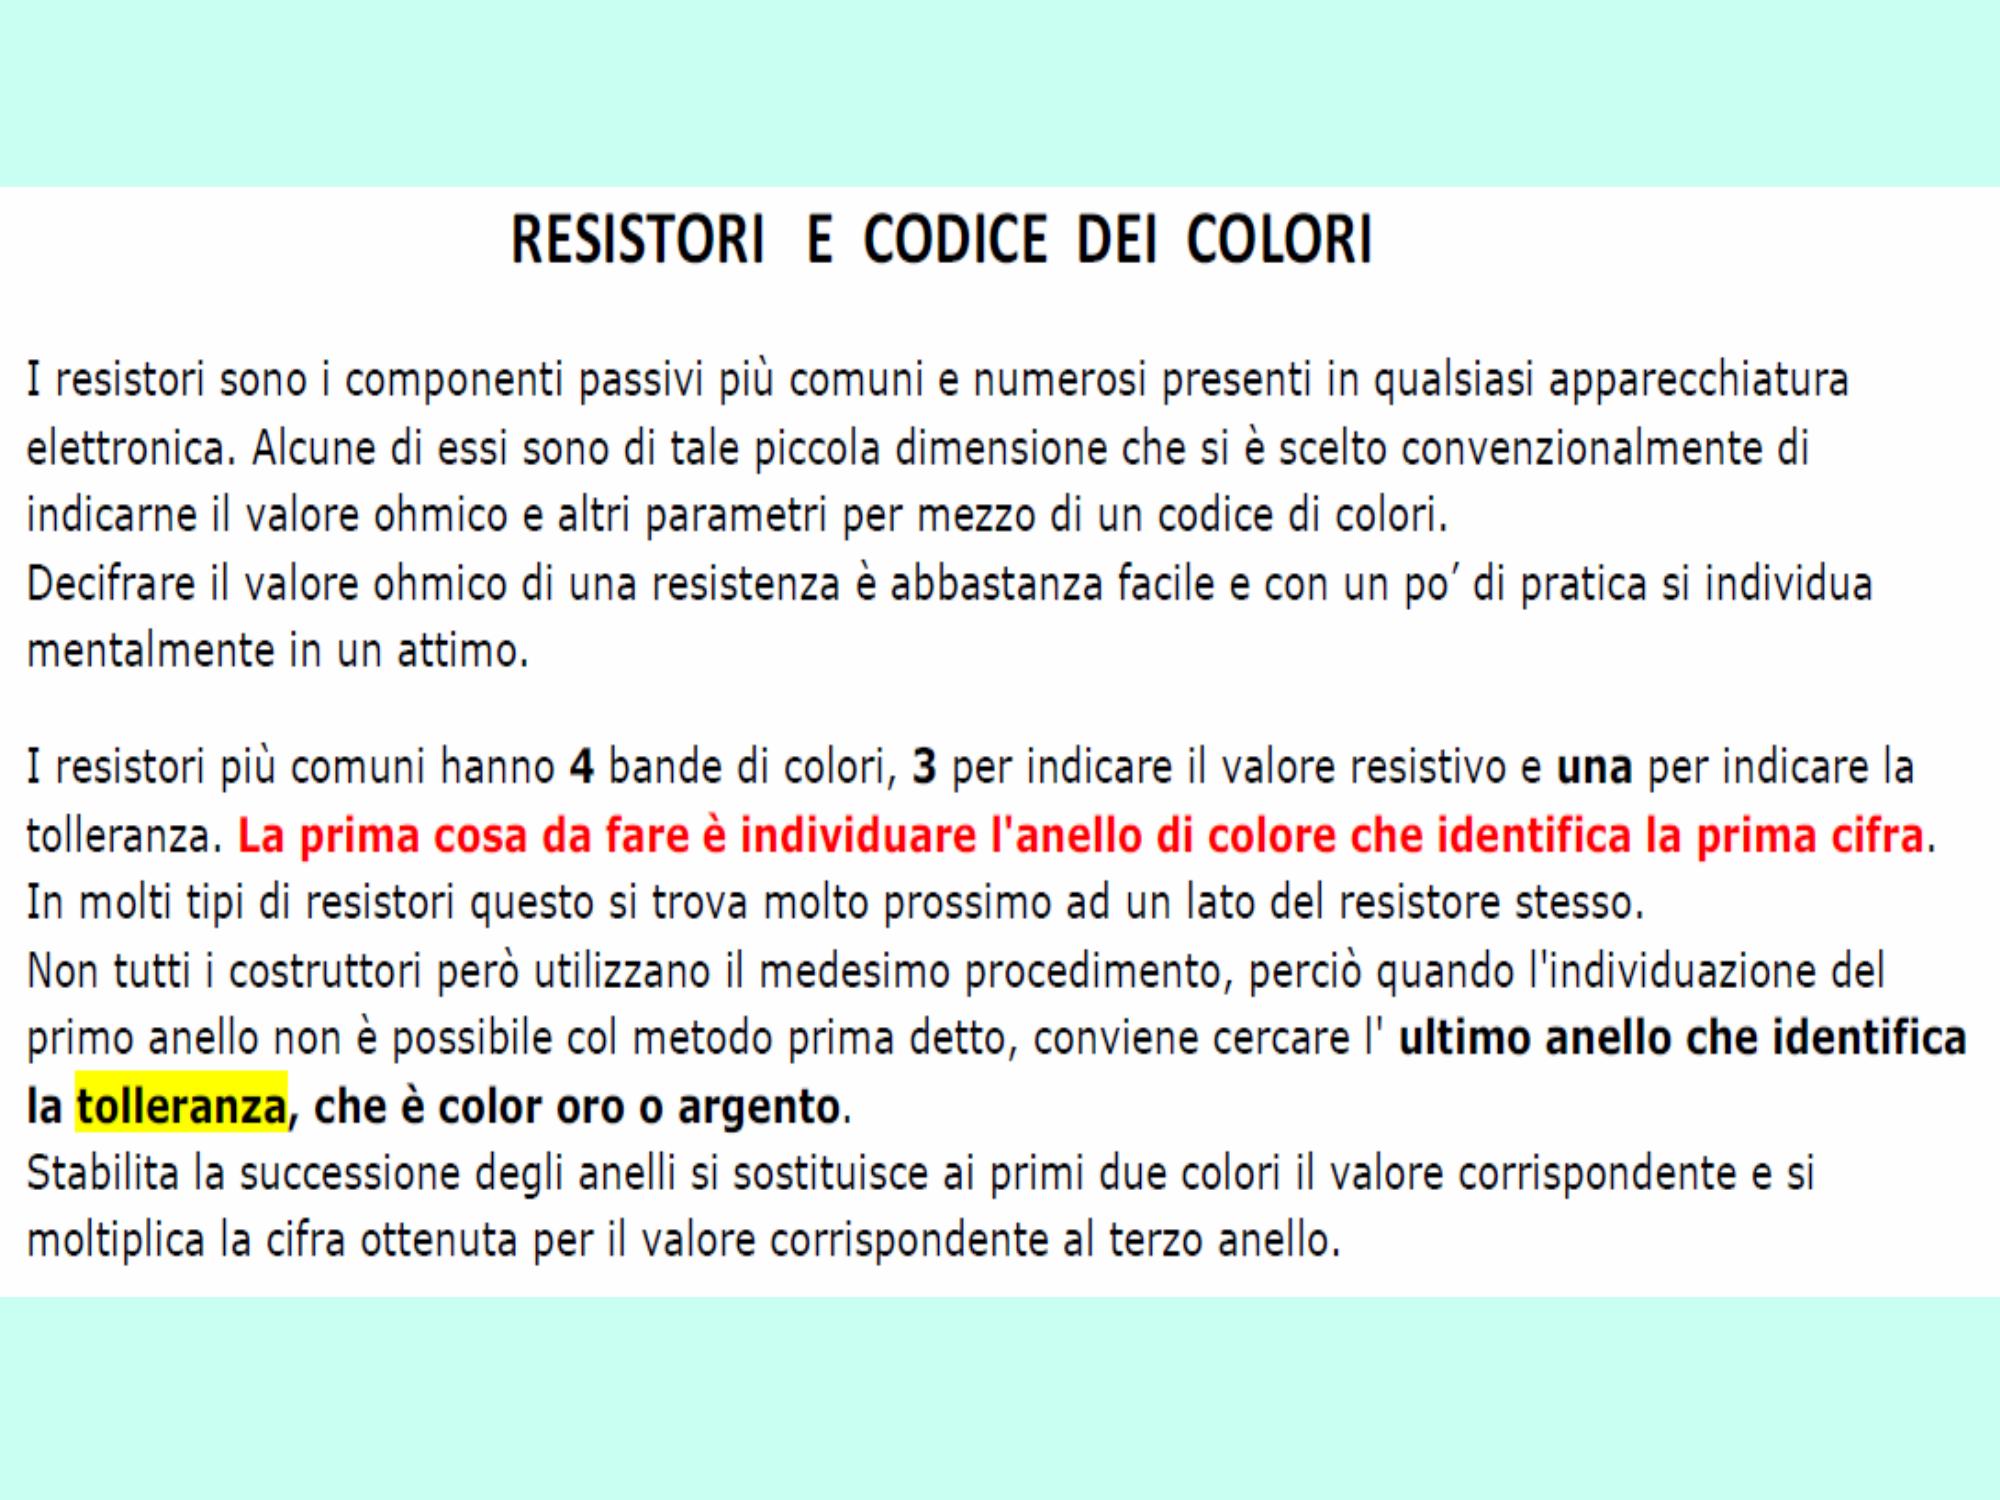 RESISTORI E CODICE DEI COLORI
I resistori sono i componenti passivi più comuni e numerosi presenti in qualsiasi apparecchiatura
elettronica. Alcune di essi sono di tale piccola dimensione che si è scelto convenzionalmente di
indicarne il valore ohmico e altri parametri per mezzo di un codice di colori.
Decifrare il valore ohmico di una resistenza è abbastanza facile e con un po’ di pratica si individua
mentalmente in un attimo.
I resistori più comuni hanno 4 bande di colori, 3 per indicare il valore resistivo e una per indicare la
tolleranza. La prima cosa da fare è individuare l'anello di colore che identifica la prima cifra.
In molti tipi di resistori questo si trova molto prossimo ad un lato del resistore stesso.
Non tutti i costruttori però utilizzano il medesimo procedimento, perciò quando l'individuazione del
primo anello non è possibile col metodo prima detto, conviene cercare l' ultimo anello che identifica
la tolleranza, che è color oro o argento.
Stabilita la successione degli anelli si sostituisce ai primi due colori il valore corrispondente e si
moltiplica la cifra ottenuta per il valore corrispondente al terzo anello.